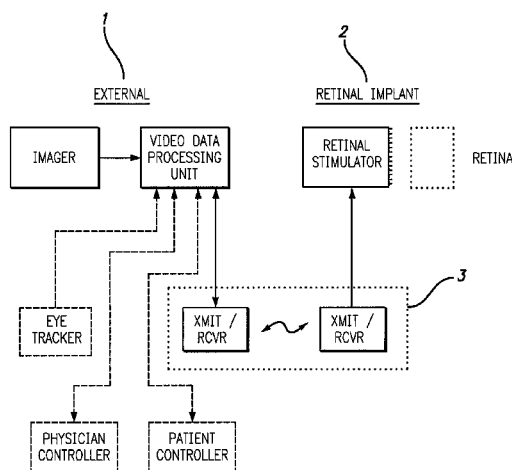 1
2
EXTERNAL
RETINAL IMPLANT
IMAGER
VIDEO DATA
PROCESSING
UNIT
RETINAL
STIMULATOR
RETINA
3
EYE
TRACKER
XMIT /
RCVR
XMIT /
RCVR
PHYSICIAN
CONTROLLER
PATIENT
CONTROLLER